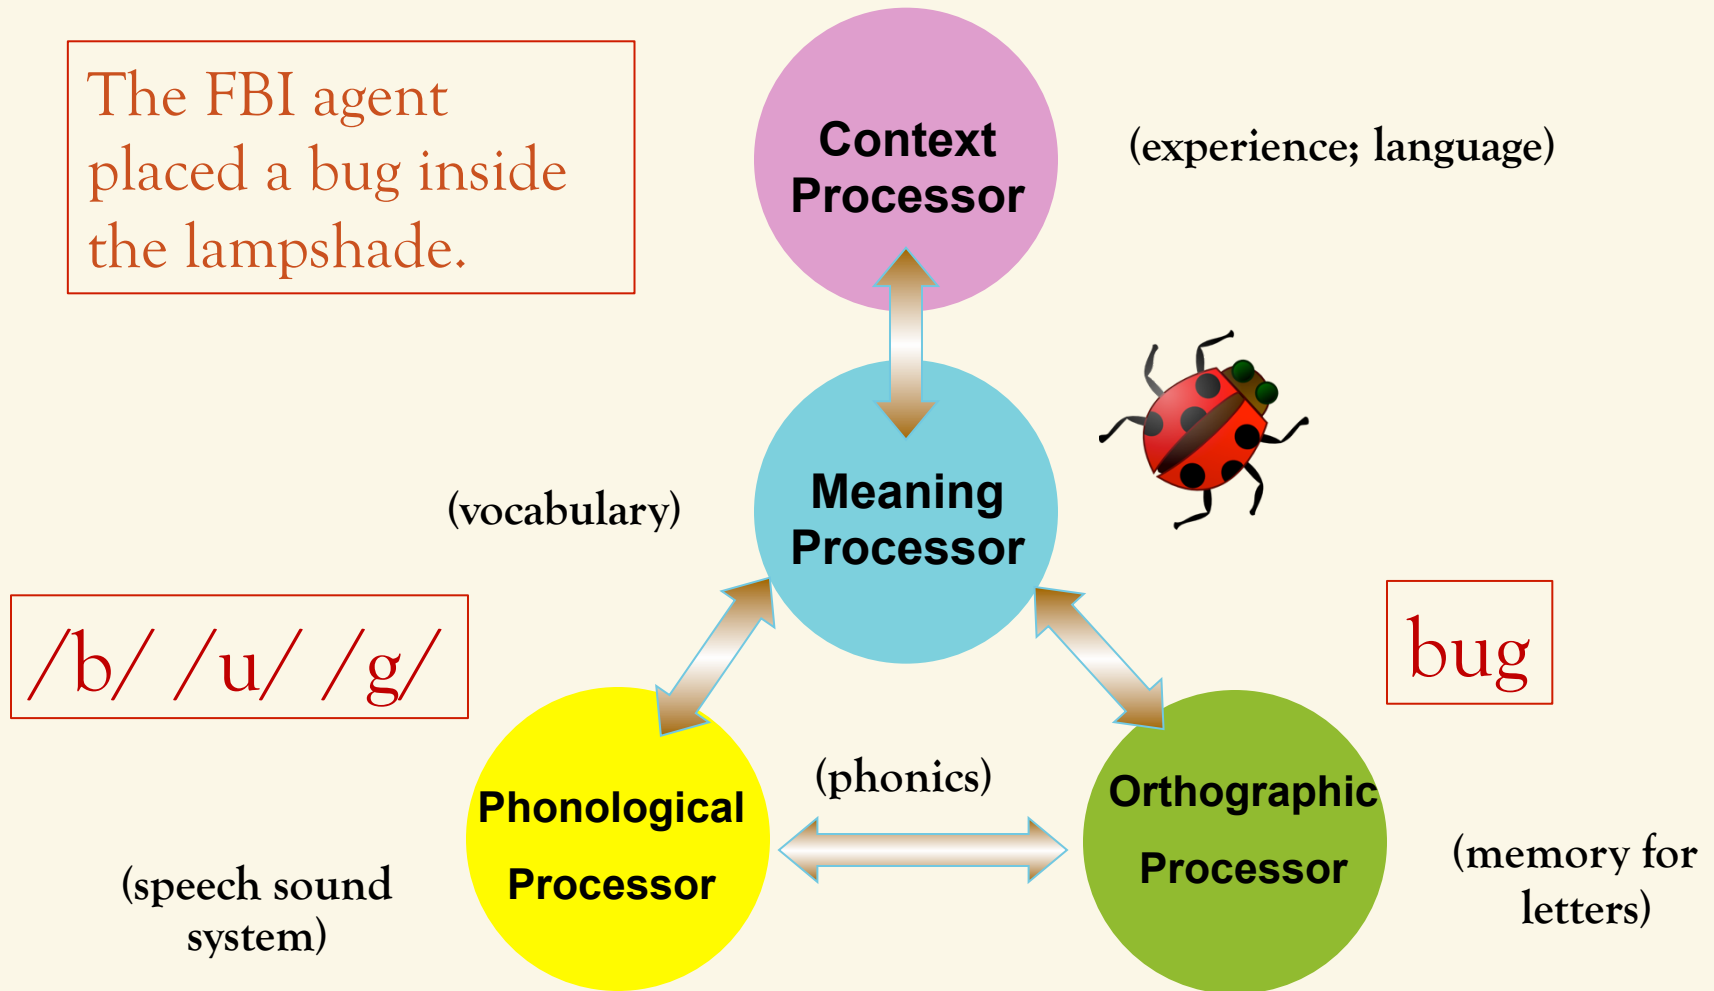 The FBI agent
placed a bug inside
the lampshade.
Context
Processor
(experience; language)
Meaning
Processor
(vocabulary)
/b/ /u/ /g/
bug
Phonological
Processor
(phonics)
Orthographic
Processor
(speech sound
system)
(memory for
letters)